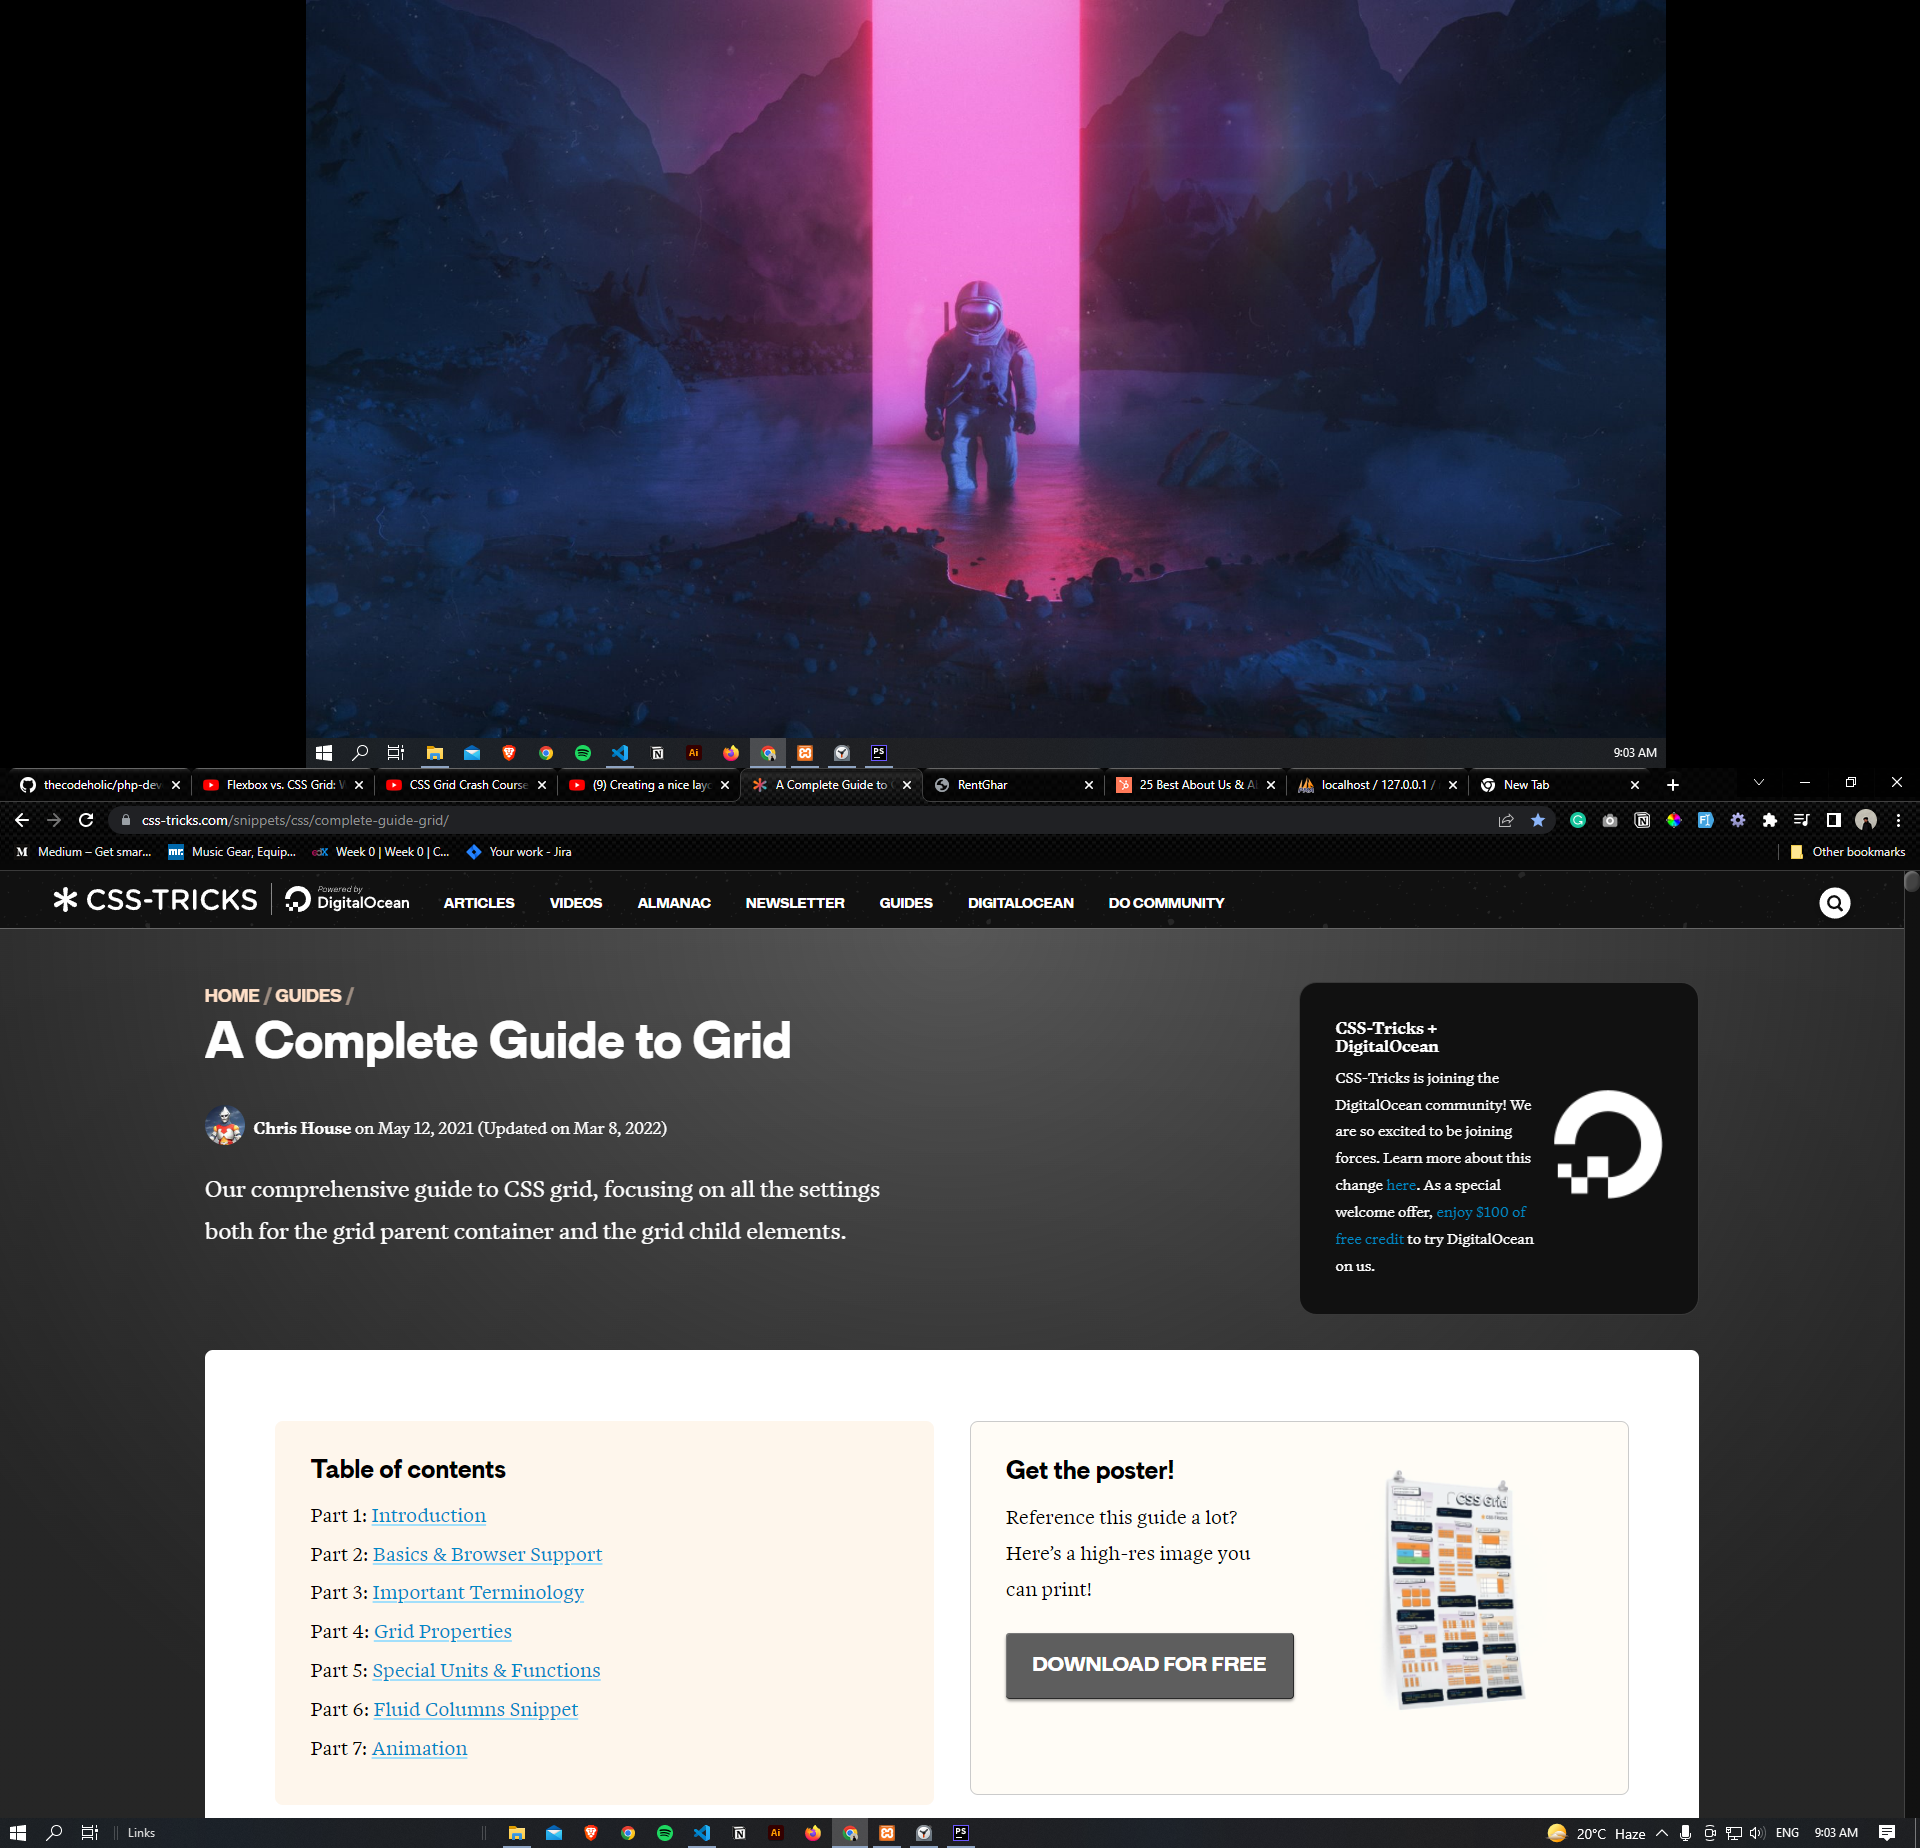 Ai
PS
9:03 AM
thecodeholic/php-dev
Flexbox vs. CSS Grid:
CSS Grid Crash Course
(9) Creating a nice layo
A Complete Guide to
RentGhar
25 Best About Us & A
localhost / 127.0.0.1 /
New Tab
css-tricks.com/snippets/css/complete-guide-grid/
M Medium – Get smar...
mr. Music Gear, Equip...
edX Week 0 | Week 0 | C...
Your work - Jira
Other bookmarks
CSS-TRICKS
Powered by
DigitalOcean
ARTICLES
VIDEOS
ALMANAC
NEWSLETTER
GUIDES
DIGITALOCEAN
DO COMMUNITY
HOME / GUIDES /
A Complete Guide to Grid
Chris House on May 12, 2021 (Updated on Mar 8, 2022)
Our comprehensive guide to CSS grid, focusing on all the settings
both for the grid parent container and the grid child elements.
CSS-Tricks +
DigitalOcean
CSS-Tricks is joining the
DigitalOcean community! We
are so excited to be joining
forces. Learn more about this
change here. As a special
welcome offer, enjoy $100 of
free credit to try DigitalOcean
on us.
Table of contents
Part 1: Introduction
Part 2: Basics & Browser Support
Part 3: Important Terminology
Part 4: Grid Properties
Part 5: Special Units & Functions
Part 6: Fluid Columns Snippet
Part 7: Animation
Get the poster!
Reference this guide a lot?
Here’s a high-res image you
can print!
DOWNLOAD FOR FREE
CSS Grid
Links
Ai
PS
20°C Haze
ENG
9:03 AM